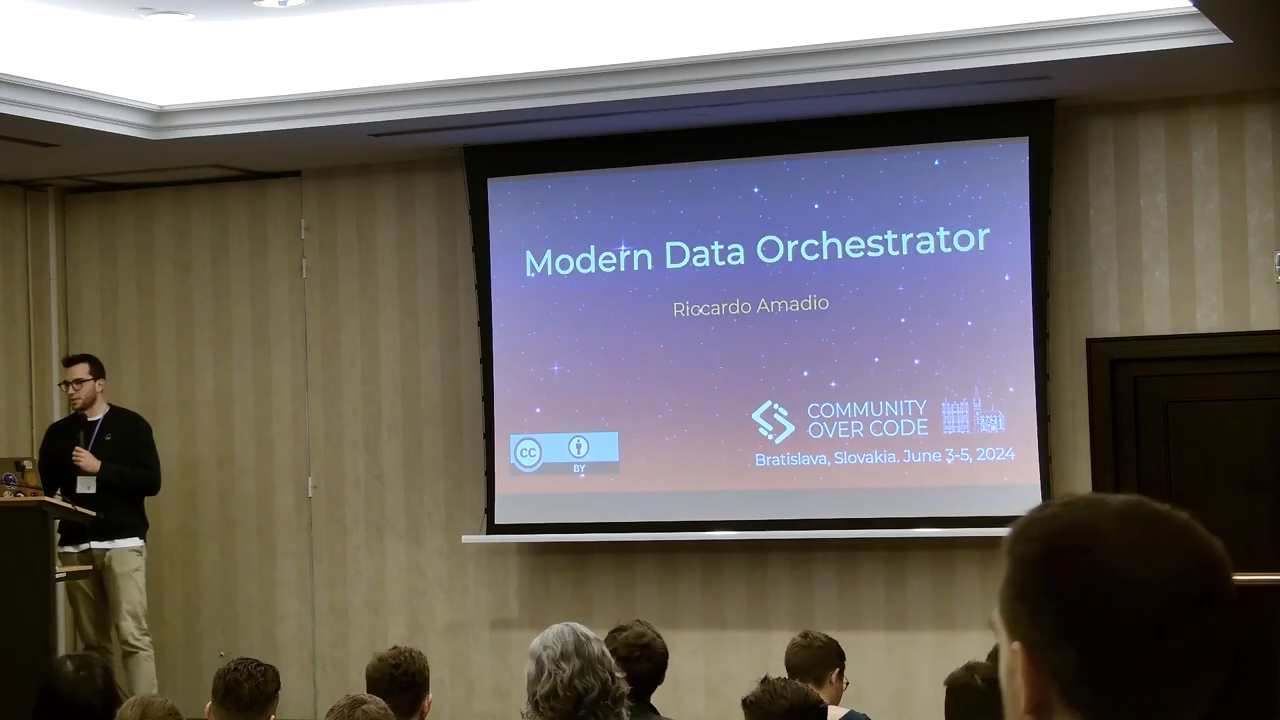 Modern Data Orchestrator
Riccardo Amadio
COMMUNITY
OVER CODE
Bratislava, Slovakia. June 3-5, 2024
CC
BY